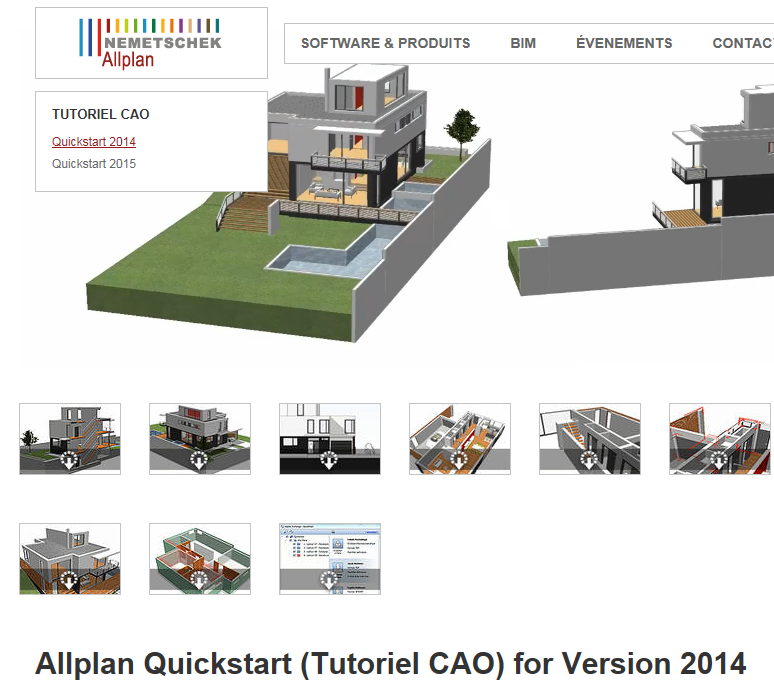 NEMETSCHEK
Allplan
SOFTWARE & PRODUITS BIM ÉVENEMENTS CONTAC
TUTORIEL CAO
Quickstart 2014
Quickstart 2015
Allplan Quickstart (Tutoriel CAO) for Version 2014